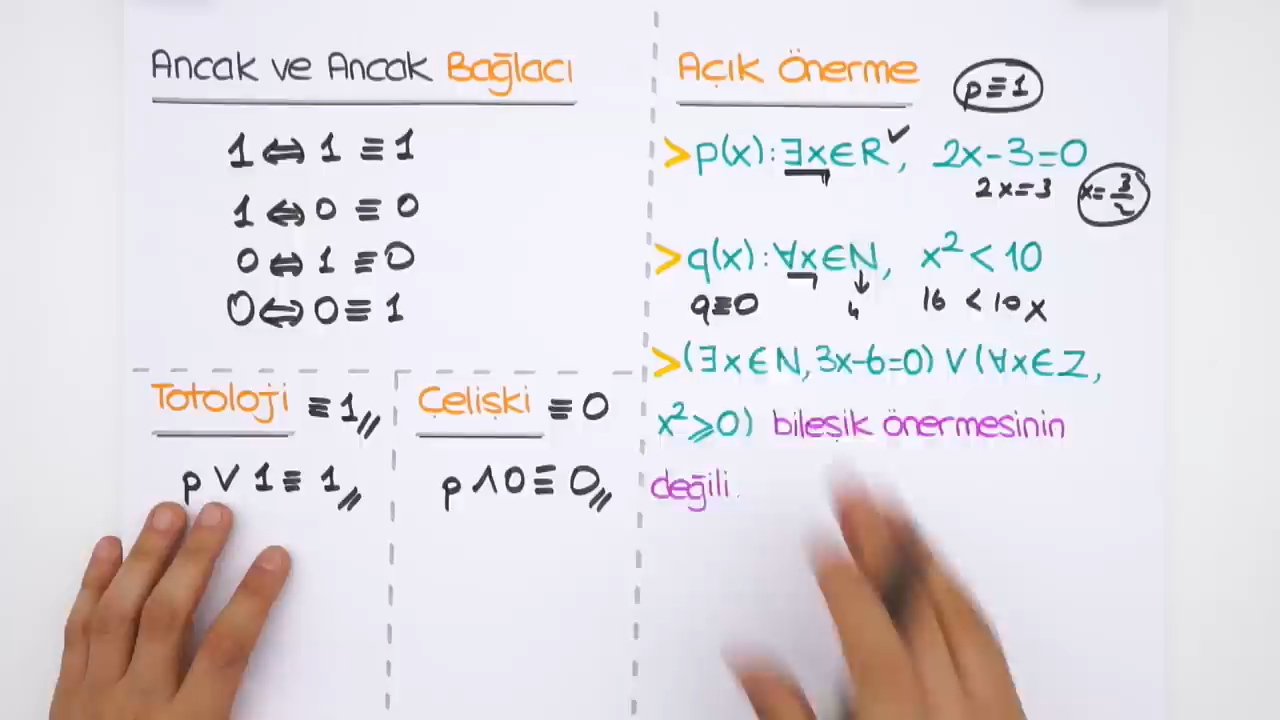 Ancak ve Ancak Bağlacı
1 ⇔ 1 ≡ 1
1 ⇔ 0 ≡ 0
0 ⇔ 1 ≡ 0
0 ⇔ 0 ≡ 1
Totoloji ≡ 1//
p ∨ 1 ≡ 1//
Çelişki ≡ 0
p ∧ 0 ≡ 0//
Açık Önerme p ≡ 1
> p(x): ∃x∈R ✓, 2x-3=0
2x=3 x=3/2
> q(x): ∀x∈N, x² < 10
q≡0 ↓ 4 16 < 10 x
> (∃x∈N, 3x-6=0) ∨ (∀x∈Z,
x² ⩾ 0) bileşik önermesinin
değili.